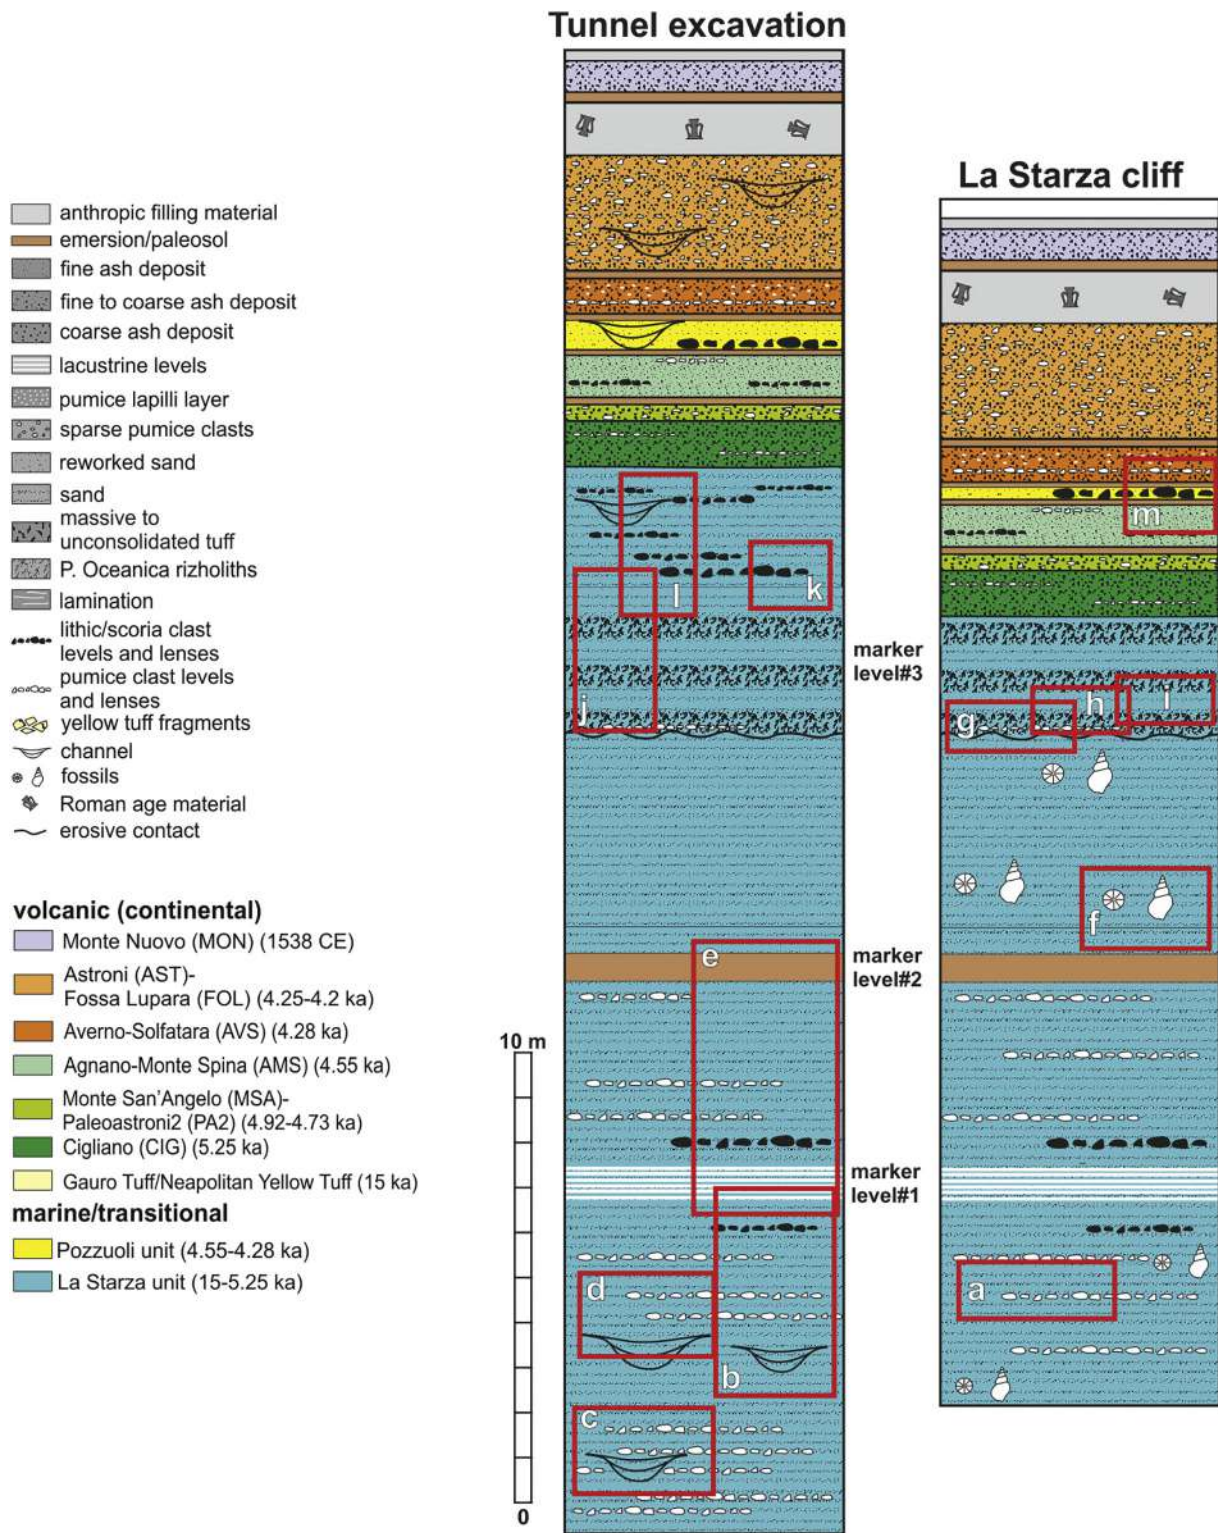 Tunnel excavation
La Starza cliff
anthropic filling material
emersion/paleosol
fine ash deposit
fine to coarse ash deposit
coarse ash deposit
lacustrine levels
pumice lapilli layer
sparse pumice clasts
reworked sand
sand
massive to
unconsolidated tuff
P. Oceanica rizholiths
lamination
lithic/scoria clast
levels and lenses
pumice clast levels
and lenses
yellow tuff fragments
channel
fossils
Roman age material
erosive contact
volcanic (continental)
Monte Nuovo (MON) (1538 CE)
Astroni (AST)-
Fossa Lupara (FOL) (4.25-4.2 ka)
Averno-Solfatara (AVS) (4.28 ka)
Agnano-Monte Spina (AMS) (4.55 ka)
Monte San'Angelo (MSA)-
Paleoastroni2 (PA2) (4.92-4.73 ka)
Cigliano (CIG) (5.25 ka)
Gauro Tuff/Neapolitan Yellow Tuff (15 ka)
marine/transitional
Pozzuoli unit (4.55-4.28 ka)
La Starza unit (15-5.25 ka)
10 m
0
l
k
j
e
d
b
c
marker
level#3
marker
level#2
marker
level#1
m
h
i
g
f
a